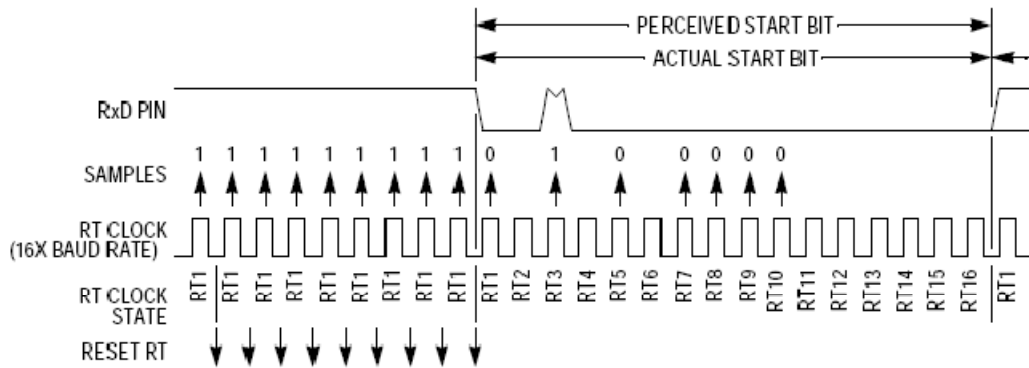 PERCEIVED START BIT
ACTUAL START BIT
RxD PIN
SAMPLES
1 1 1 1 1 1 1 1 1 0 1 0 0 0 0 0
RT CLOCK
(16X BAUD RATE)
RT CLOCK
STATE
RT1 RT1 RT1 RT1 RT1 RT1 RT1 RT1 RT1 RT1 RT2 RT3 RT4 RT5 RT6 RT7 RT8 RT9 RT10 RT11 RT12 RT13 RT14 RT15 RT16 RT1
RESET RT